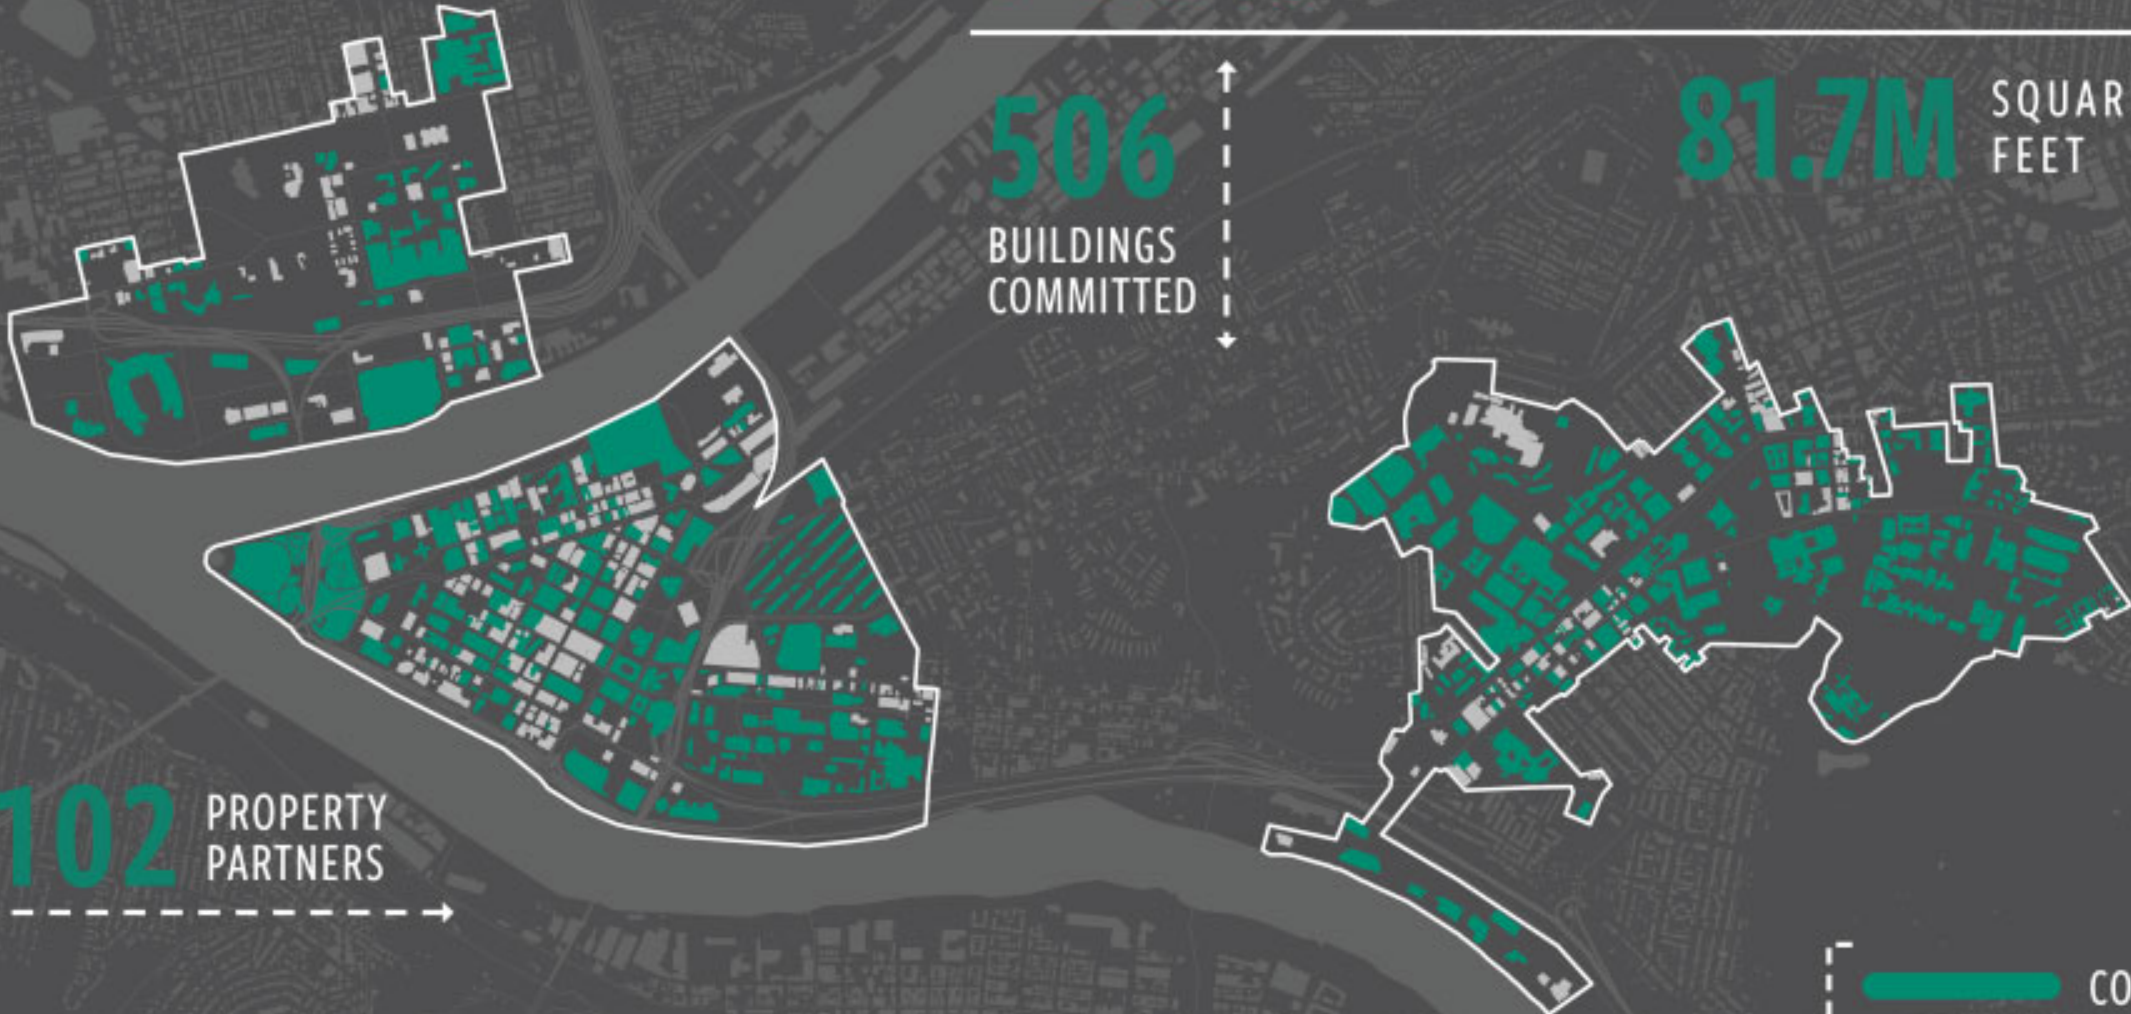 506
BUILDINGS
COMMITTED
81.7M
SQUAR
FEET
102
PROPERTY
PARTNERS
CO